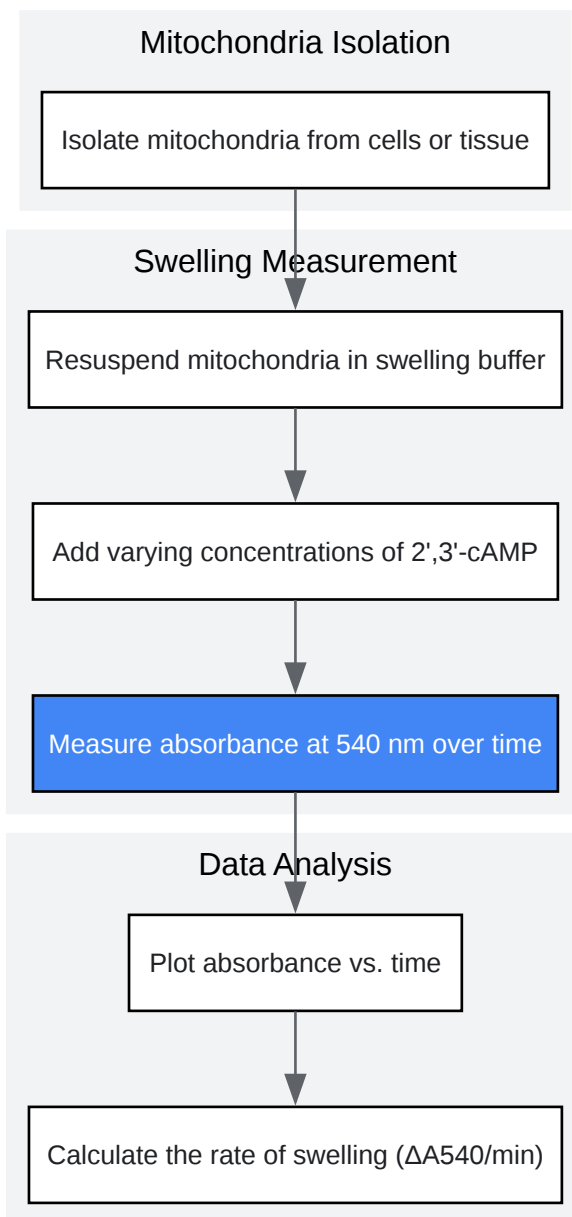 Mitochondria Isolation
Isolate mitochondria from cells or tissue
Swelling Measurement
Resuspend mitochondria in swelling buffer
Add varying concentrations of 2',3'-cAMP
Measure absorbance at 540 nm over time
Data Analysis
Plot absorbance vs. time
Calculate the rate of swelling (ΔA540/min)